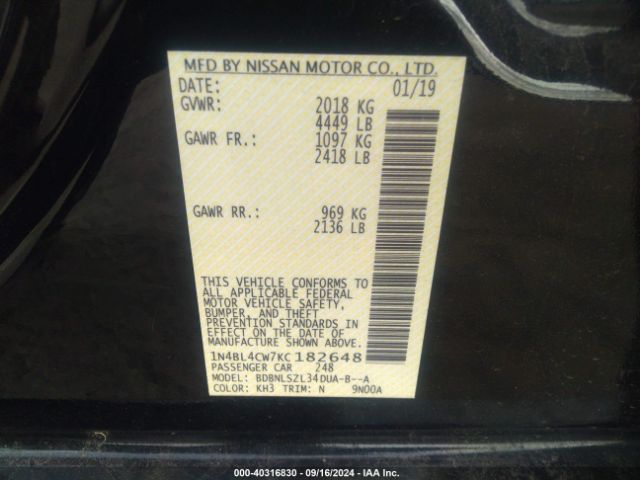 MFD BY NISSAN MOTOR CO., LTD.
DATE: 01/19
GVWR: 2018 KG
4449 LB
GAWR FR.: 1097 KG
2418 LB
GAWR RR.: 969 KG
2136 LB
THIS VEHICLE CONFORMS TO
ALL APPLICABLE FEDERAL
MOTOR VEHICLE SAFETY,
BUMPER, AND THEFT
PREVENTION STANDARDS IN
EFFECT ON THE DATE OF
MANUFACTURE SHOWN ABOVE.
1N4BL4CW7KC182648
PASSENGER CAR 248
MODEL: BDBNLSZL34DUA-B--A
COLOR: KH3 TRIM: N 9N00A
000-40316830 - 09/16/2024 - IAA Inc.